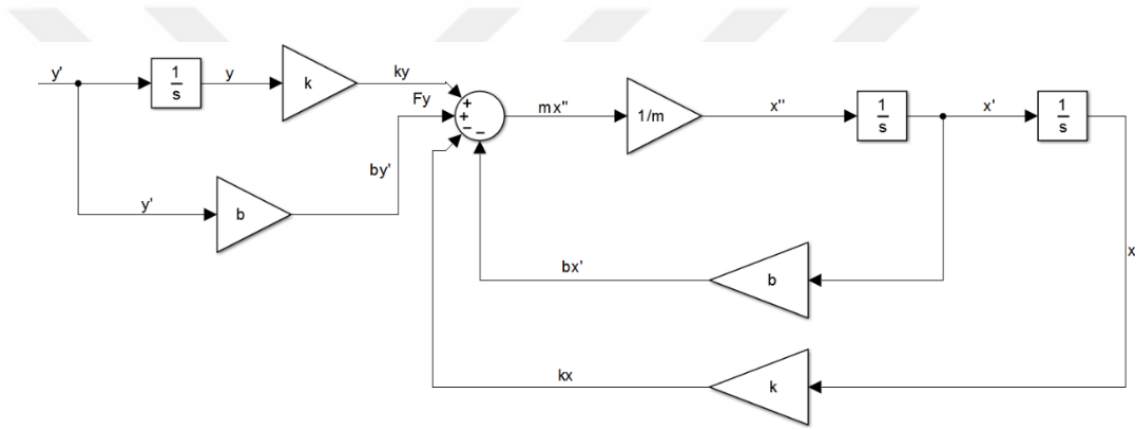 y'
1
s
y
k
ky
Fy
+
+
−
−
mx"
1/m
x"
1
s
x'
1
s
by'
y'
b
x
bx'
b
kx
k